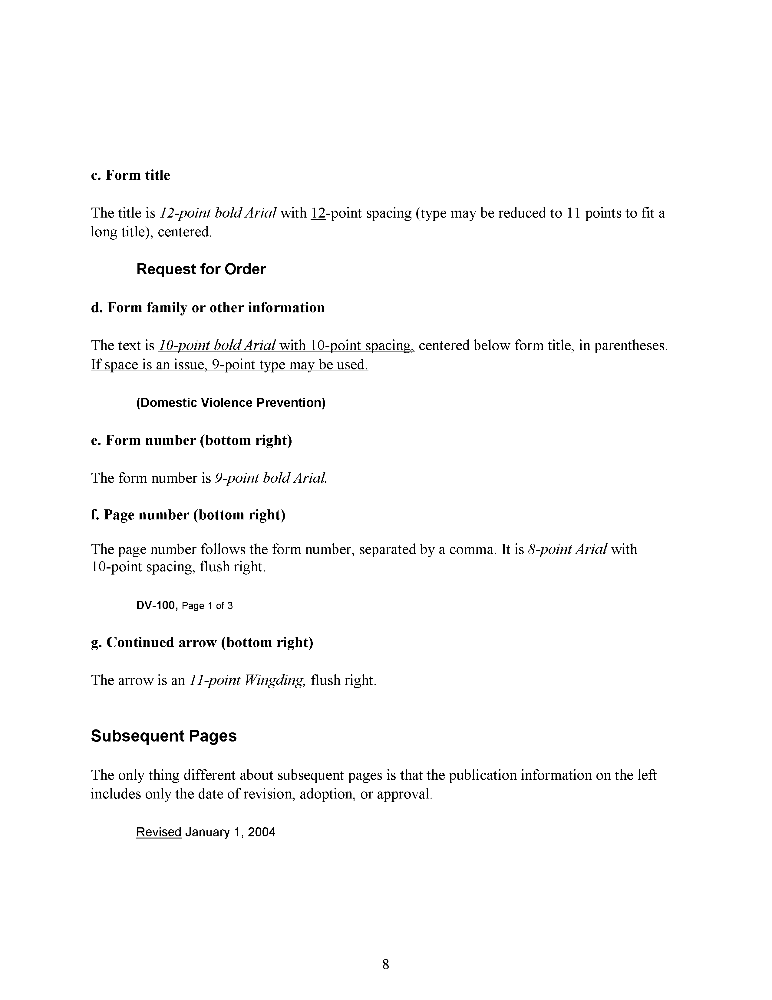 c. Form title
The title is 12-point bold Arial with 12-point spacing (type may be reduced to 11 points to fit a
long title), centered.
Request for Order
d. Form family or other information
The text is 10-point bold Arial with 10-point spacing, centered below form title, in parentheses.
If space is an issue, 9-point type may be used.
(Domestic Violence Prevention)
e. Form number (bottom right)
The form number is 9-point bold Arial.
f. Page number (bottom right)
The page number follows the form number, separated by a comma. It is 8-point Arial with
10-point spacing, flush right.
DV-100, Page 1 of 3
g. Continued arrow (bottom right)
The arrow is an 11-point Wingding, flush right.
Subsequent Pages
The only thing different about subsequent pages is that the publication information on the left
includes only the date of revision, adoption, or approval.
Revised January 1, 2004
8